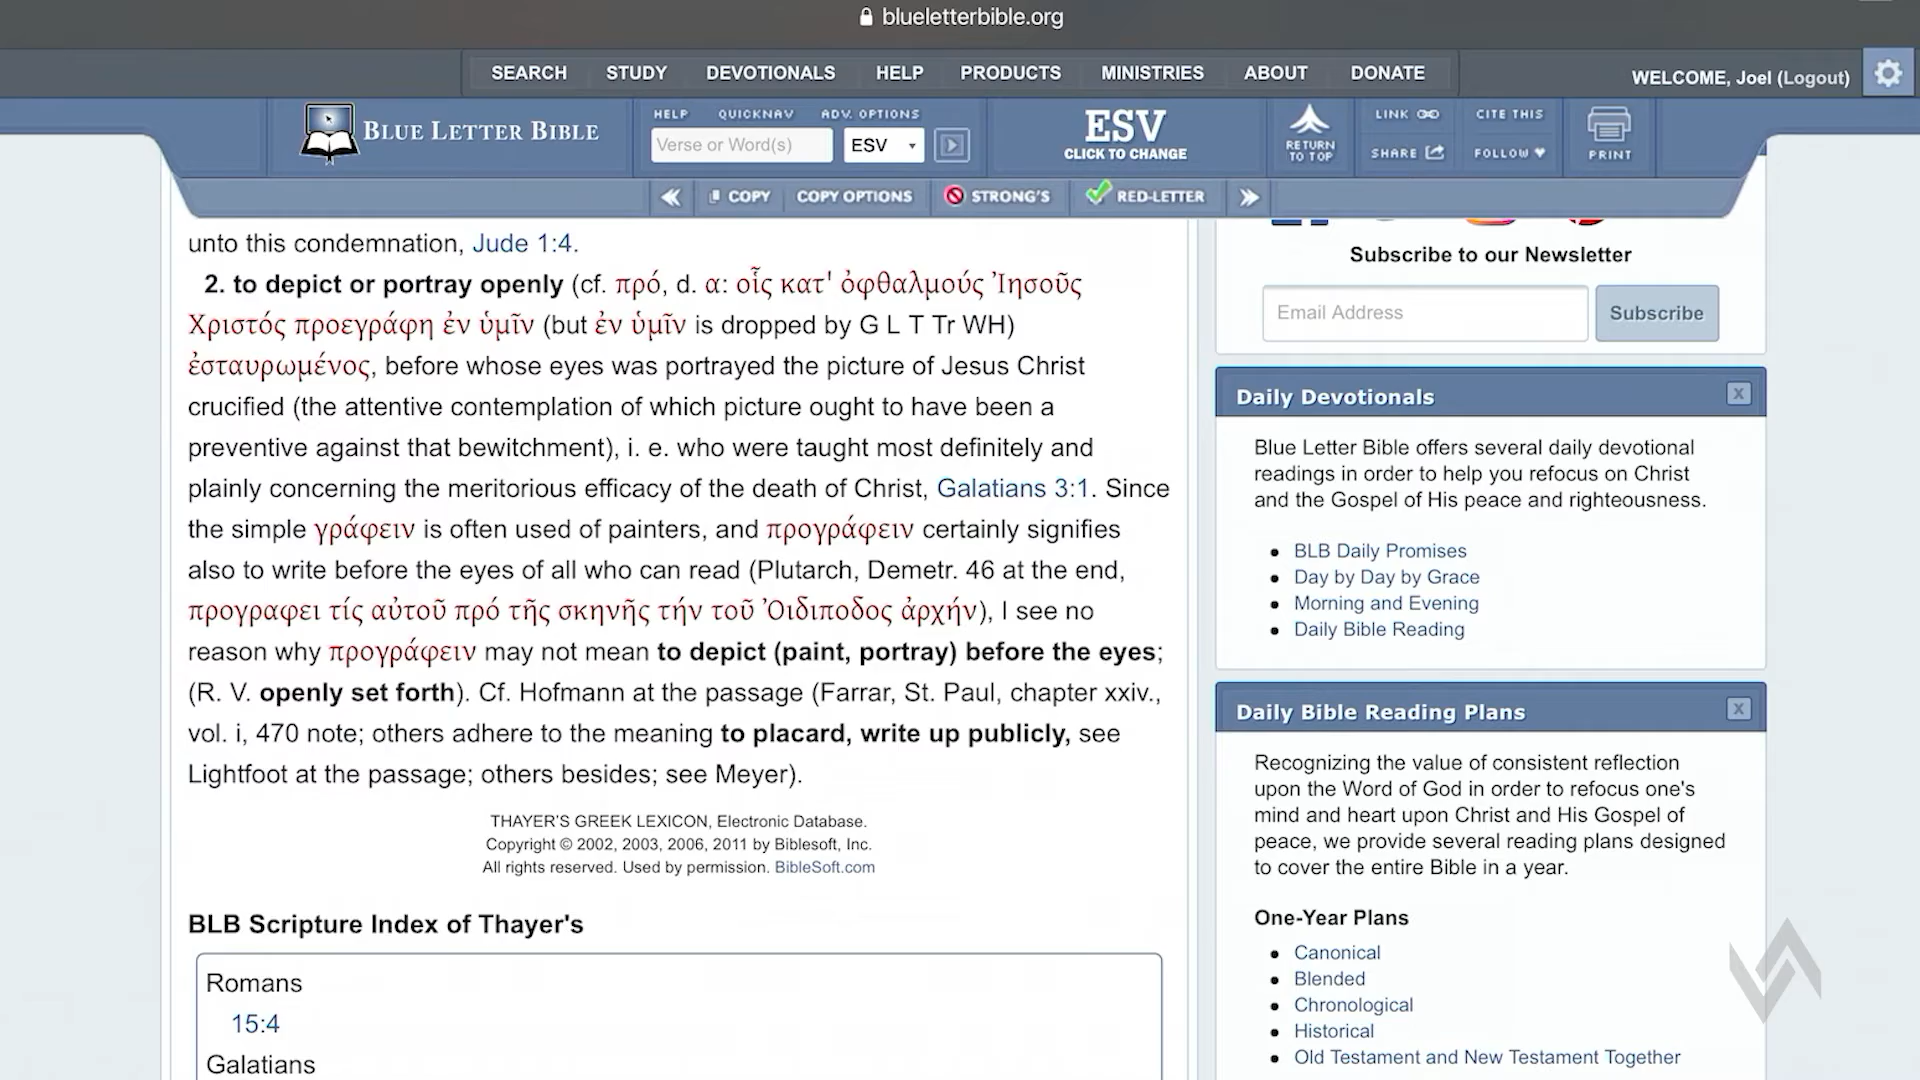 blueletterbible.org
SEARCH STUDY DEVOTIONALS HELP PRODUCTS MINISTRIES ABOUT DONATE
WELCOME, Joel (Logout)
BLUE LETTER BIBLE
HELP QUICKNAV ADV. OPTIONS
Verse or Word(s) ESV
ESV
CLICK TO CHANGE
RETURN
TO TOP
LINK CITE THIS
SHARE FOLLOW
PRINT
COPY COPY OPTIONS STRONG'S RED-LETTER
unto this condemnation, Jude 1:4.
2. to depict or portray openly (cf. πρό, d. α: οἷς κατ' ὀφθαλμούς Ἰησοῦς
Χριστός προεγράφη ἐν ὑμῖν (but ἐν ὑμῖν is dropped by G L T Tr WH)
ἐσταυρωμένος, before whose eyes was portrayed the picture of Jesus Christ
crucified (the attentive contemplation of which picture ought to have been a
preventive against that bewitchment), i. e. who were taught most definitely and
plainly concerning the meritorious efficacy of the death of Christ, Galatians 3:1. Since
the simple γράφειν is often used of painters, and προγράφειν certainly signifies
also to write before the eyes of all who can read (Plutarch, Demetr. 46 at the end,
προγραφει τίς αὐτοῦ πρό τῆς σκηνῆς τήν τοῦ Ὀιδιποδος ἀρχήν), I see no
reason why προγράφειν may not mean to depict (paint, portray) before the eyes;
(R. V. openly set forth). Cf. Hofmann at the passage (Farrar, St. Paul, chapter xxiv.,
vol. i, 470 note; others adhere to the meaning to placard, write up publicly, see
Lightfoot at the passage; others besides; see Meyer).
THAYER'S GREEK LEXICON, Electronic Database.
Copyright © 2002, 2003, 2006, 2011 by Biblesoft, Inc.
All rights reserved. Used by permission. BibleSoft.com
BLB Scripture Index of Thayer's
Romans
15:4
Galatians
Subscribe to our Newsletter
Email Address Subscribe
Daily Devotionals X
Blue Letter Bible offers several daily devotional
readings in order to help you refocus on Christ
and the Gospel of His peace and righteousness.
BLB Daily Promises
Day by Day by Grace
Morning and Evening
Daily Bible Reading
Daily Bible Reading Plans X
Recognizing the value of consistent reflection
upon the Word of God in order to refocus one's
mind and heart upon Christ and His Gospel of
peace, we provide several reading plans designed
to cover the entire Bible in a year.
One-Year Plans
Canonical
Blended
Chronological
Historical
Old Testament and New Testament Together